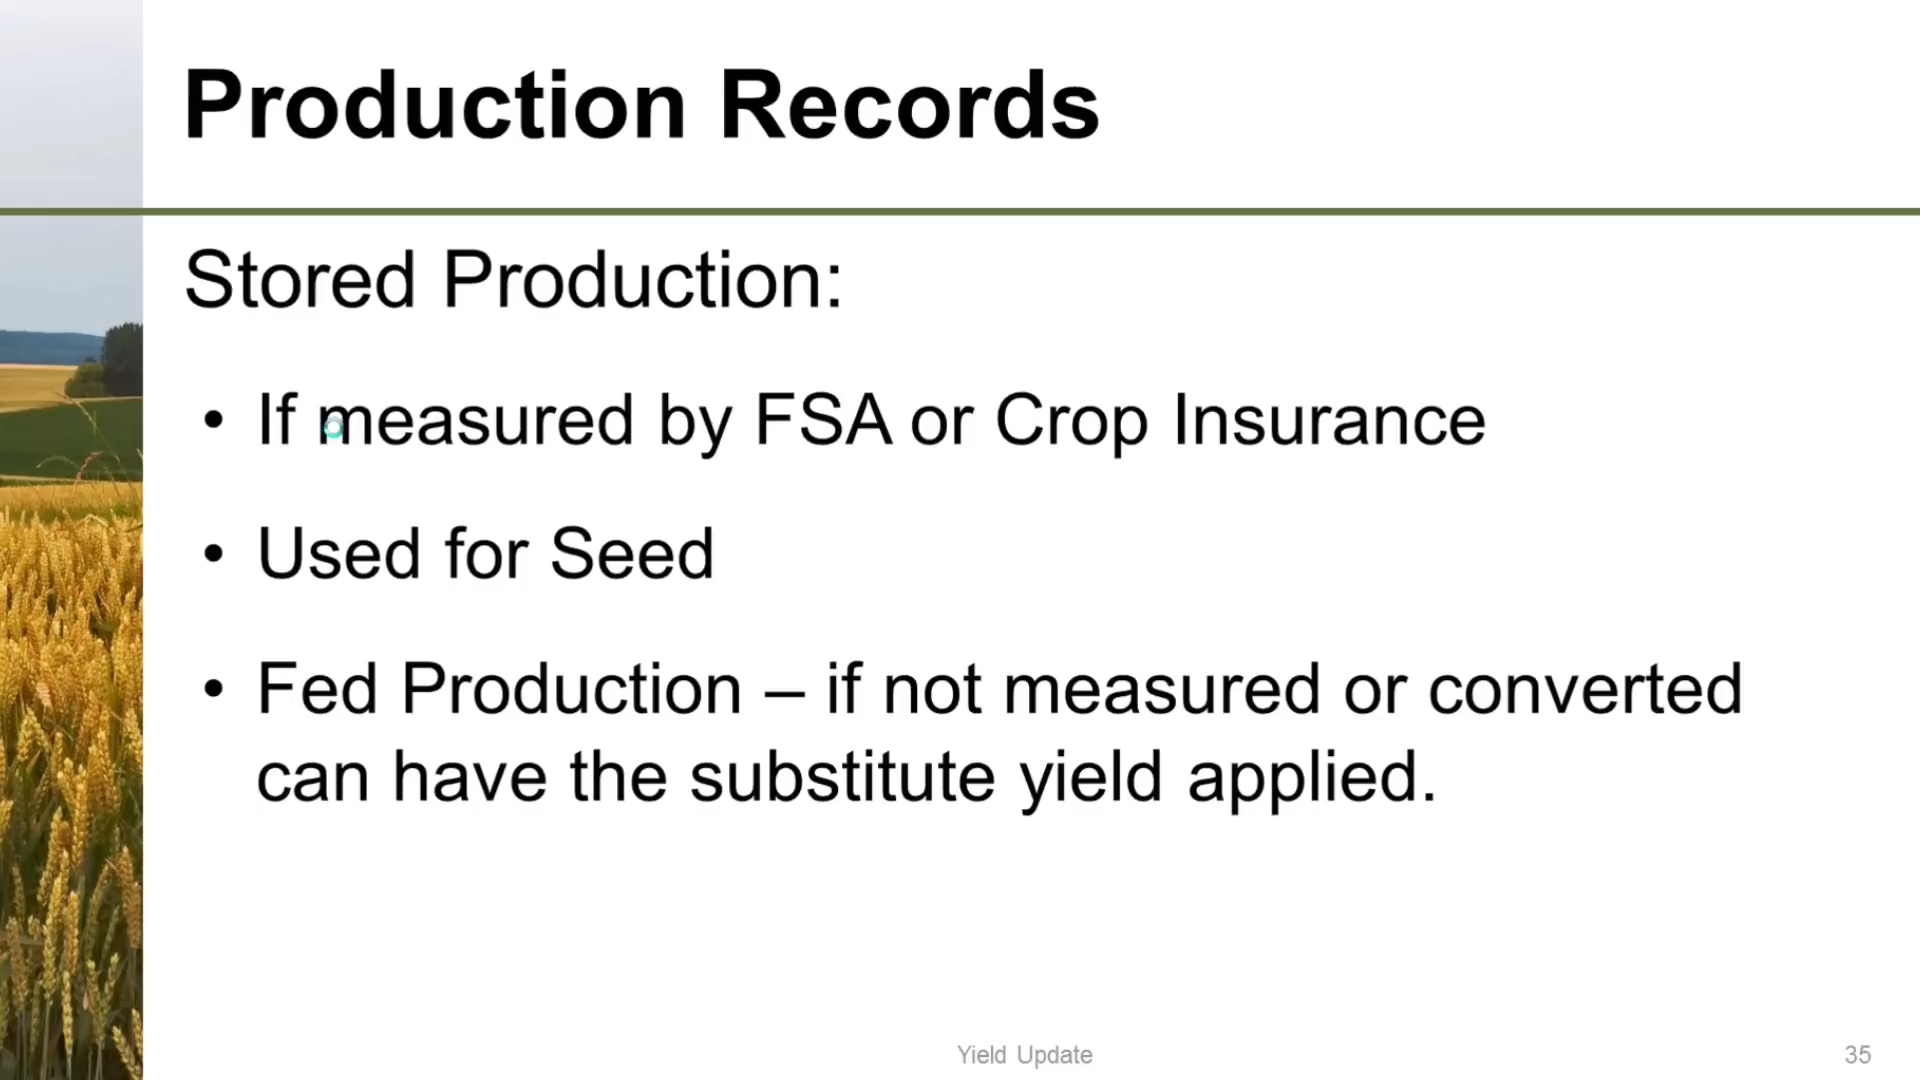 Production Records
Stored Production:
• If measured by FSA or Crop Insurance
• Used for Seed
• Fed Production – if not measured or converted
can have the substitute yield applied.
Yield Update
35